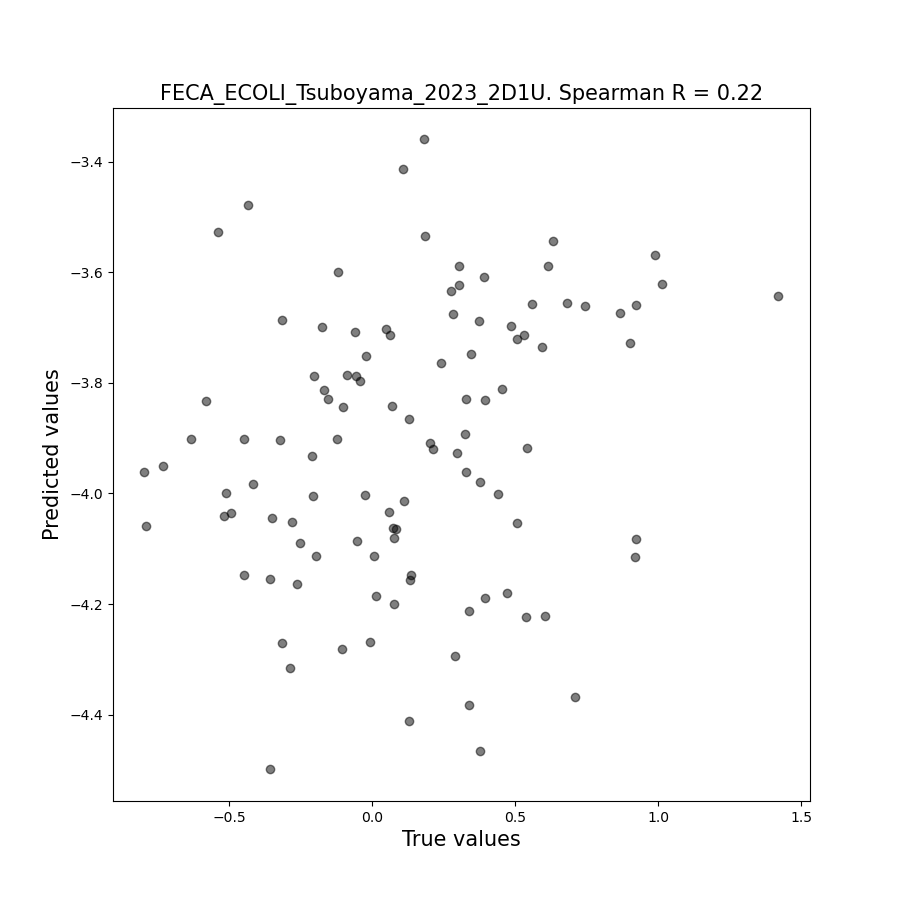 FECA_ECOLI_Tsuboyama_2023_2D1U. Spearman R = 0.22
Predicted values
−3.4
−3.6
−3.8
−4.0
−4.2
−4.4
−0.5 0.0 0.5 1.0 1.5
True values